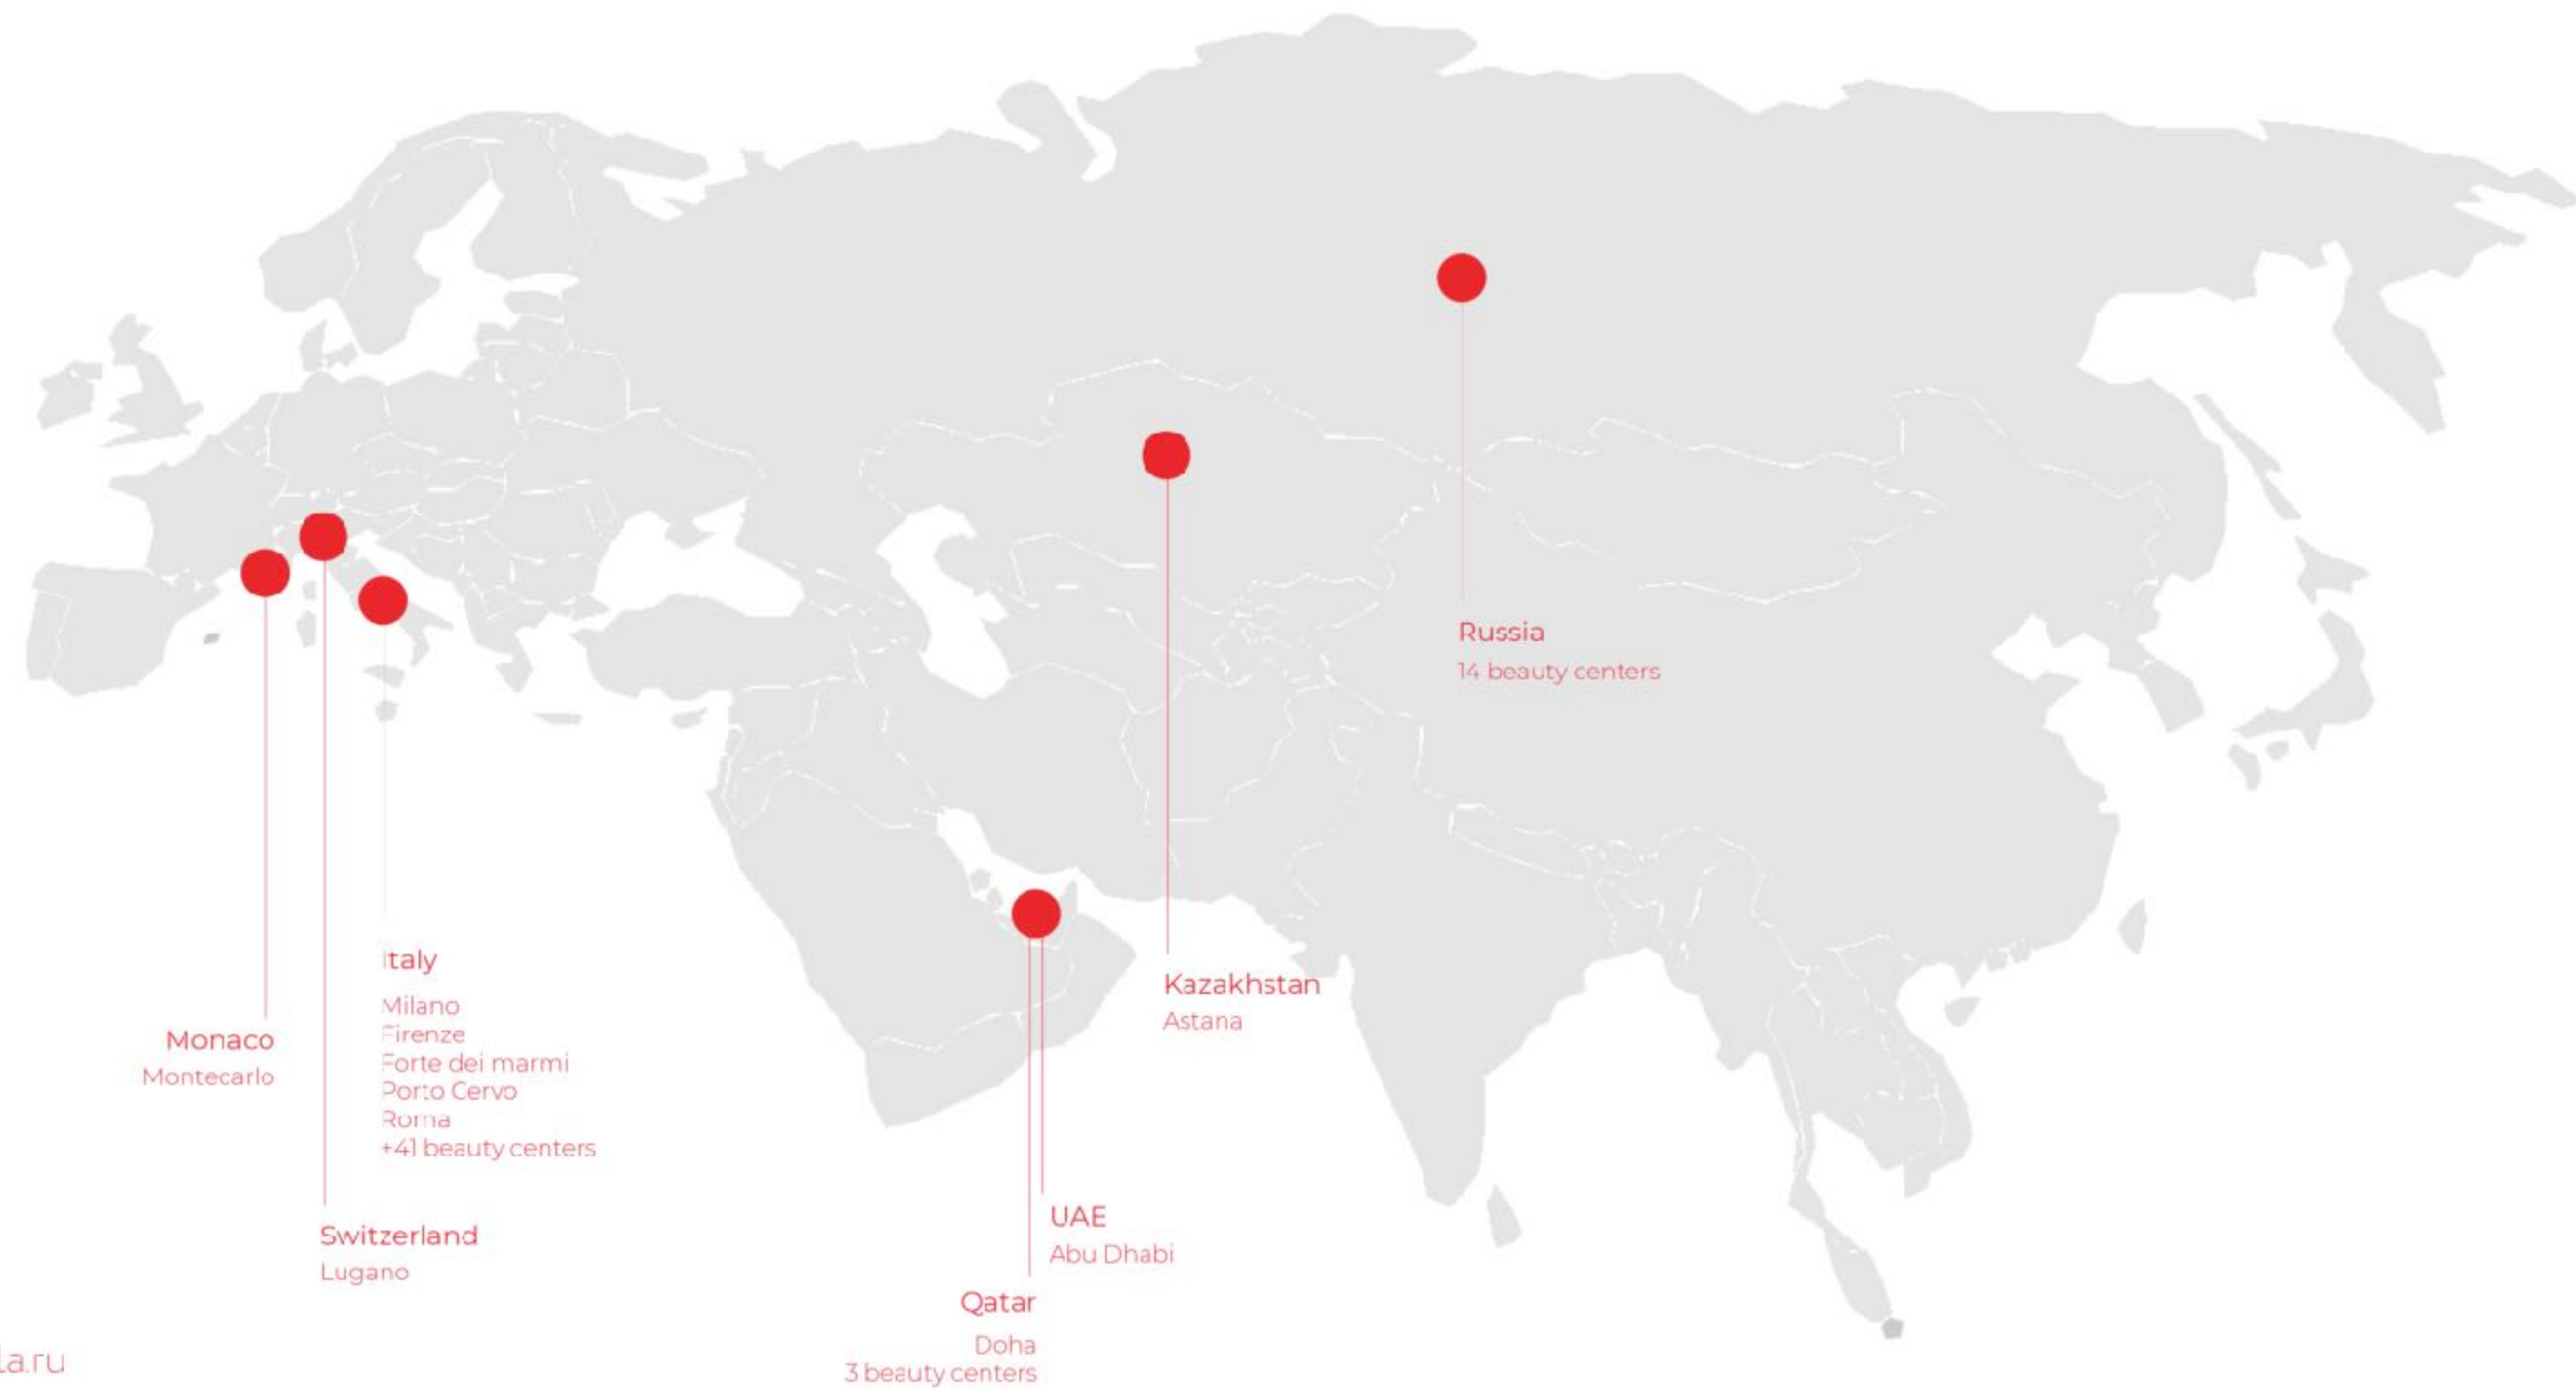 Russia
14 beauty centers
Italy
Milano
Firenze
Forte dei marmi
Porto Cervo
Roma
+41 beauty centers
Kazakhstan
Astana
Monaco
Montecarlo
Switzerland
Lugano
UAE
Abu Dhabi
Qatar
Doha
3 beauty centers